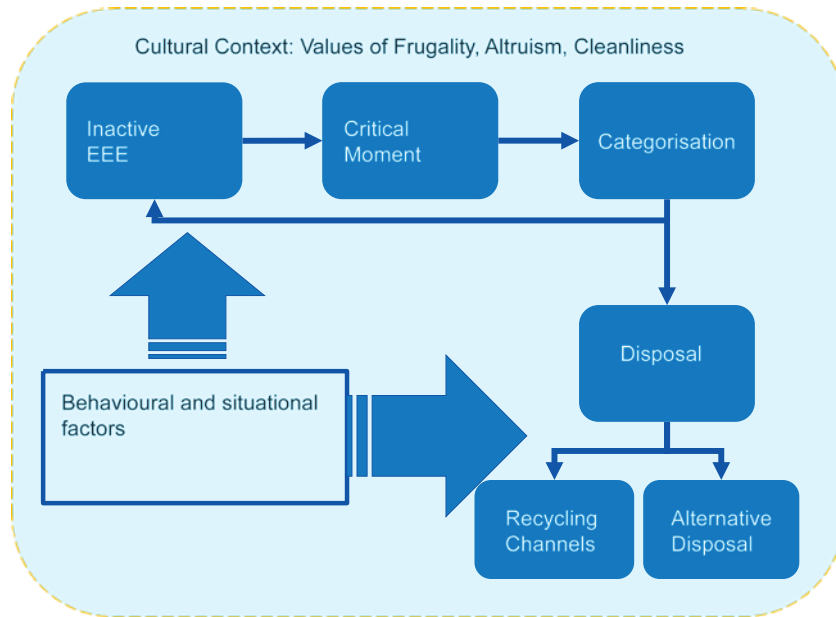 Cultural Context: Values of Frugality, Altruism, Cleanliness
Inactive
EEE
Critical
Moment
Categorisation
Disposal
Behavioural and situational
factors
Recycling
Channels
Alternative
Disposal